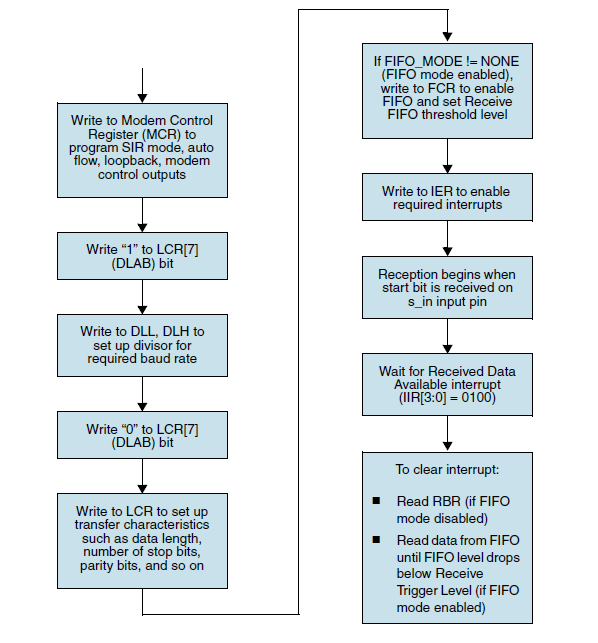 Write to Modem Control
Register (MCR) to
program SIR mode, auto
flow, loopback, modem
control outputs
Write “1” to LCR[7]
(DLAB) bit
Write to DLL, DLH to
set up divisor for
required baud rate
Write “0” to LCR[7]
(DLAB) bit
Write to LCR to set up
transfer characteristics
such as data length,
number of stop bits,
parity bits, and so on
If FIFO_MODE != NONE
(FIFO mode enabled),
write to FCR to enable
FIFO and set Receive
FIFO threshold level
Write to IER to enable
required interrupts
Reception begins when
start bit is received on
s_in input pin
Wait for Received Data
Available interrupt
(IIR[3:0] = 0100)
To clear interrupt:
■ Read RBR (if FIFO
mode disabled)
■ Read data from FIFO
until FIFO level drops
below Receive
Trigger Level (if FIFO
mode enabled)